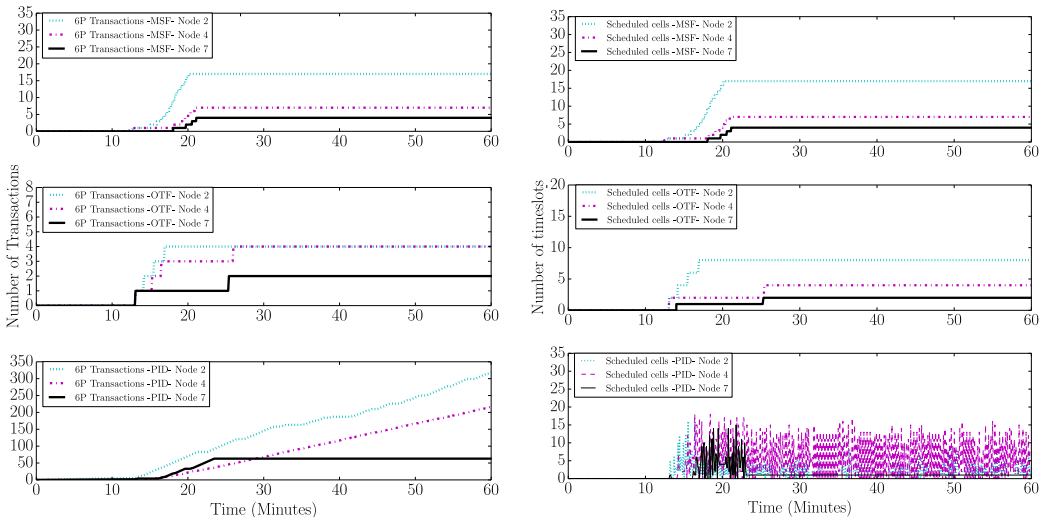 35
30
25
20
15
10
5
0
6P Transactions -MSF- Node 2
6P Transactions -MSF- Node 4
6P Transactions -MSF- Node 7
0 10 20 30 40 50 60
35
30
25
20
15
10
5
0
Scheduled cells -MSF- Node 2
Scheduled cells -MSF- Node 4
Scheduled cells -MSF- Node 7
0 10 20 30 40 50 60
Number of Transactions
8
7
6
5
4
3
2
1
0
6P Transactions -OTF- Node 2
6P Transactions -OTF- Node 4
6P Transactions -OTF- Node 7
0 10 20 30 40 50 60
Number of timeslots
20
15
10
5
0
Scheduled cells -OTF- Node 2
Scheduled cells -OTF- Node 4
Scheduled cells -OTF- Node 7
0 10 20 30 40 50 60
350
300
250
200
150
100
50
0
6P Transactions -PID- Node 2
6P Transactions -PID- Node 4
6P Transactions -PID- Node 7
0 10 20 30 40 50 60
Time (Minutes)
35
30
25
20
15
10
5
0
Scheduled cells -PID- Node 2
Scheduled cells -PID- Node 4
Scheduled cells -PID- Node 7
0 10 20 30 40 50 60
Time (Minutes)